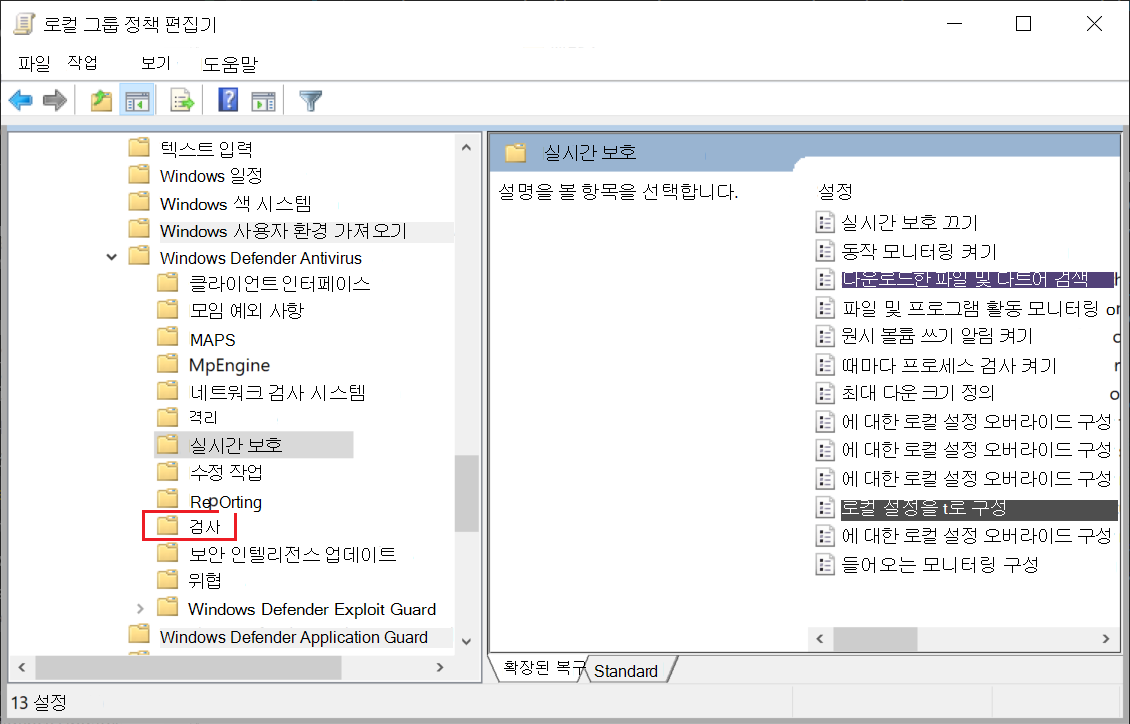 로컬 그룹 정책 편집기
파일 작업 보기 도움말
텍스트 입력
Windows 일정
Windows 색 시스템
Windows 사용자 환경 가져오기
Windows Defender Antivirus
클라이언트 인터페이스
모임 예외 사항
MAPS
MpEngine
네트워크 검사 시스템
격리
실시간 보호
수정 작업
RepOrting
검사
보안 인텔리전스 업데이트
위협
Windows Defender Exploit Guard
Windows Defender Application Guard
실시간 보호
설명을 볼 항목을 선택합니다.
설정
실시간 보호 끄기
동작 모니터링 켜기
다운로드한 파일 및 다트어 검색
파일 및 프로그램 활동 모니터링 or
원시 볼륨 쓰기 알림 켜기
때마다 프로세스 검사 켜기
최대 다운 크기 정의
에 대한 로컬 설정 오버라이드 구성
에 대한 로컬 설정 오버라이드 구성
에 대한 로컬 설정 오버라이드 구성
로컬 설정을 t로 구성
에 대한 로컬 설정 오버라이드 구성
들어오는 모니터링 구성
확장된 복구
Standard
13 설정